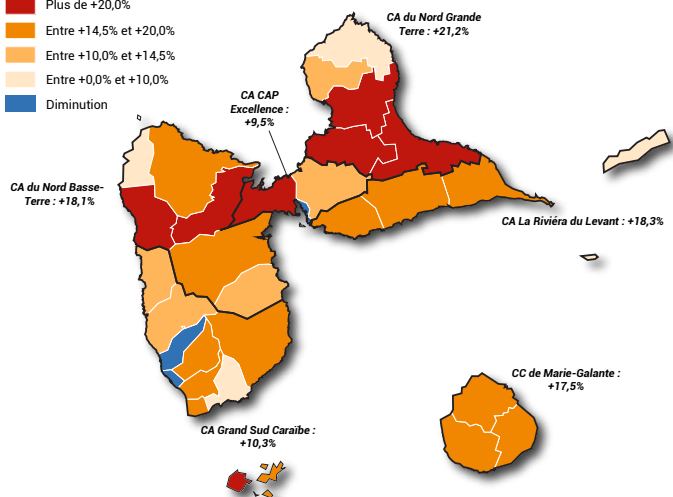 Plus de +20,0%
Entre +14,5% et +20,0%
Entre +10,0% et +14,5%
Entre +0,0% et +10,0%
Diminution
CA du Nord Grande
Terre : +21,2%
CA CAP
Excellence :
+9,5%
CA du Nord Basse-
Terre : +18,1%
CA La Riviéra du Levant : +18,3%
CC de Marie-Galante :
+17,5%
CA Grand Sud Caraïbe :
+10,3%